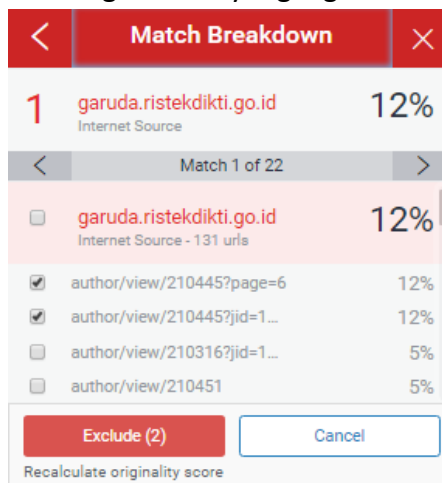 Match Breakdown
1 garuda.ristekdikti.go.id 12%
Internet Source
Match 1 of 22
garuda.ristekdikti.go.id 12%
Internet Source - 131 urls
author/view/210445?page=6 12%
author/view/210445?jid=1... 12%
author/view/210316?jid=1... 5%
author/view/210451 5%
Exclude (2) Cancel
Recalculate originality score